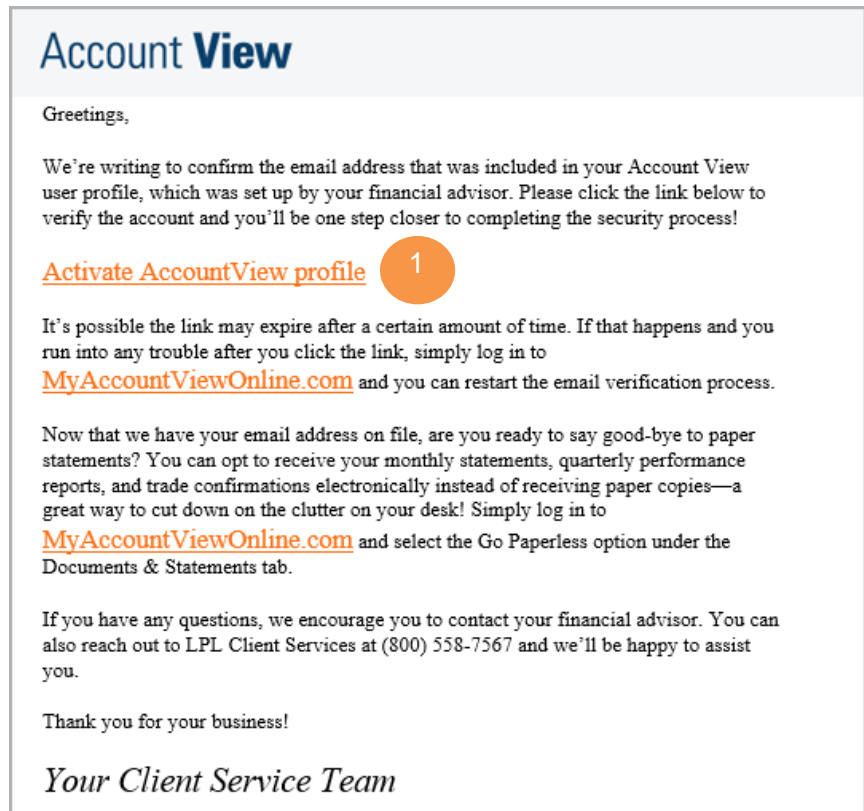 Account View
Greetings,
We're writing to confirm the email address that was included in your Account View
user profile, which was set up by your financial advisor. Please click the link below to
verify the account and you'll be one step closer to completing the security process!
Activate AccountView profile 1
It's possible the link may expire after a certain amount of time. If that happens and you
run into any trouble after you click the link, simply log in to
MyAccountViewOnline.com and you can restart the email verification process.
Now that we have your email address on file, are you ready to say good-bye to paper
statements? You can opt to receive your monthly statements, quarterly performance
reports, and trade confirmations electronically instead of receiving paper copies—a
great way to cut down on the clutter on your desk! Simply log in to
MyAccountViewOnline.com and select the Go Paperless option under the
Documents & Statements tab.
If you have any questions, we encourage you to contact your financial advisor. You can
also reach out to LPL Client Services at (800) 558-7567 and we'll be happy to assist
you.
Thank you for your business!
Your Client Service Team